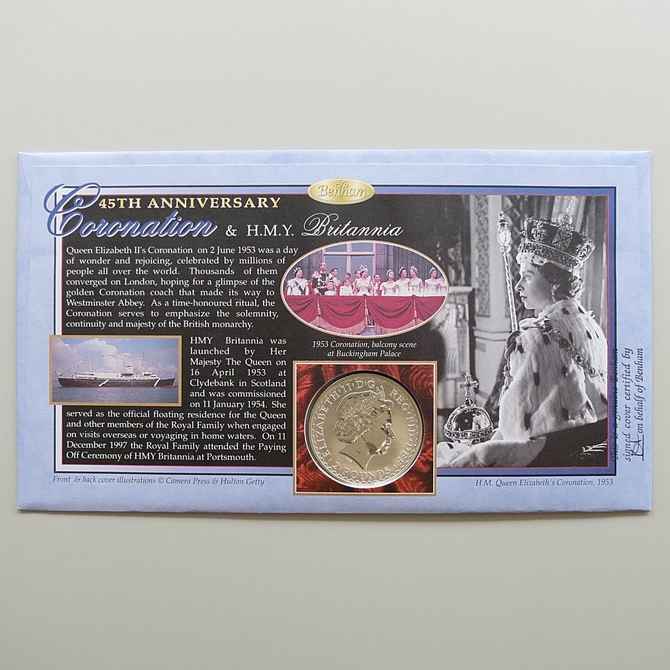 45TH ANNIVERSARY
Benham
Coronation & H.M.Y. Britannia
Queen Elizabeth II's Coronation on 2 June 1953 was a day
of wonder and rejoicing, celebrated by millions of
people all over the world. Thousands of them
converged on London, hoping for a glimpse of the
golden Coronation coach that made its way to
Westminster Abbey. As a time-honoured ritual, the
Coronation serves to emphasize the solemnity,
continuity and majesty of the British monarchy.
1953 Coronation, balcony scene
at Buckingham Palace
HMY Britannia was
launched by Her
Majesty The Queen on
16 April 1953 at
Clydebank in Scotland
and was commissioned
on 11 January 1954. She
served as the official floating residence for the Queen
and other members of the Royal Family when engaged
on visits overseas or voyaging in home waters. On 11
December 1997 the Royal Family attended the Paying
Off Ceremony of HMY Britannia at Portsmouth.
ELIZABETH·II·D·G REG·F·D
2 POUNDS
signed cover certified by
on behalf of Benham
Front & back cover illustrations © Camera Press & Hulton Getty
H.M. Queen Elizabeth's Coronation, 1953